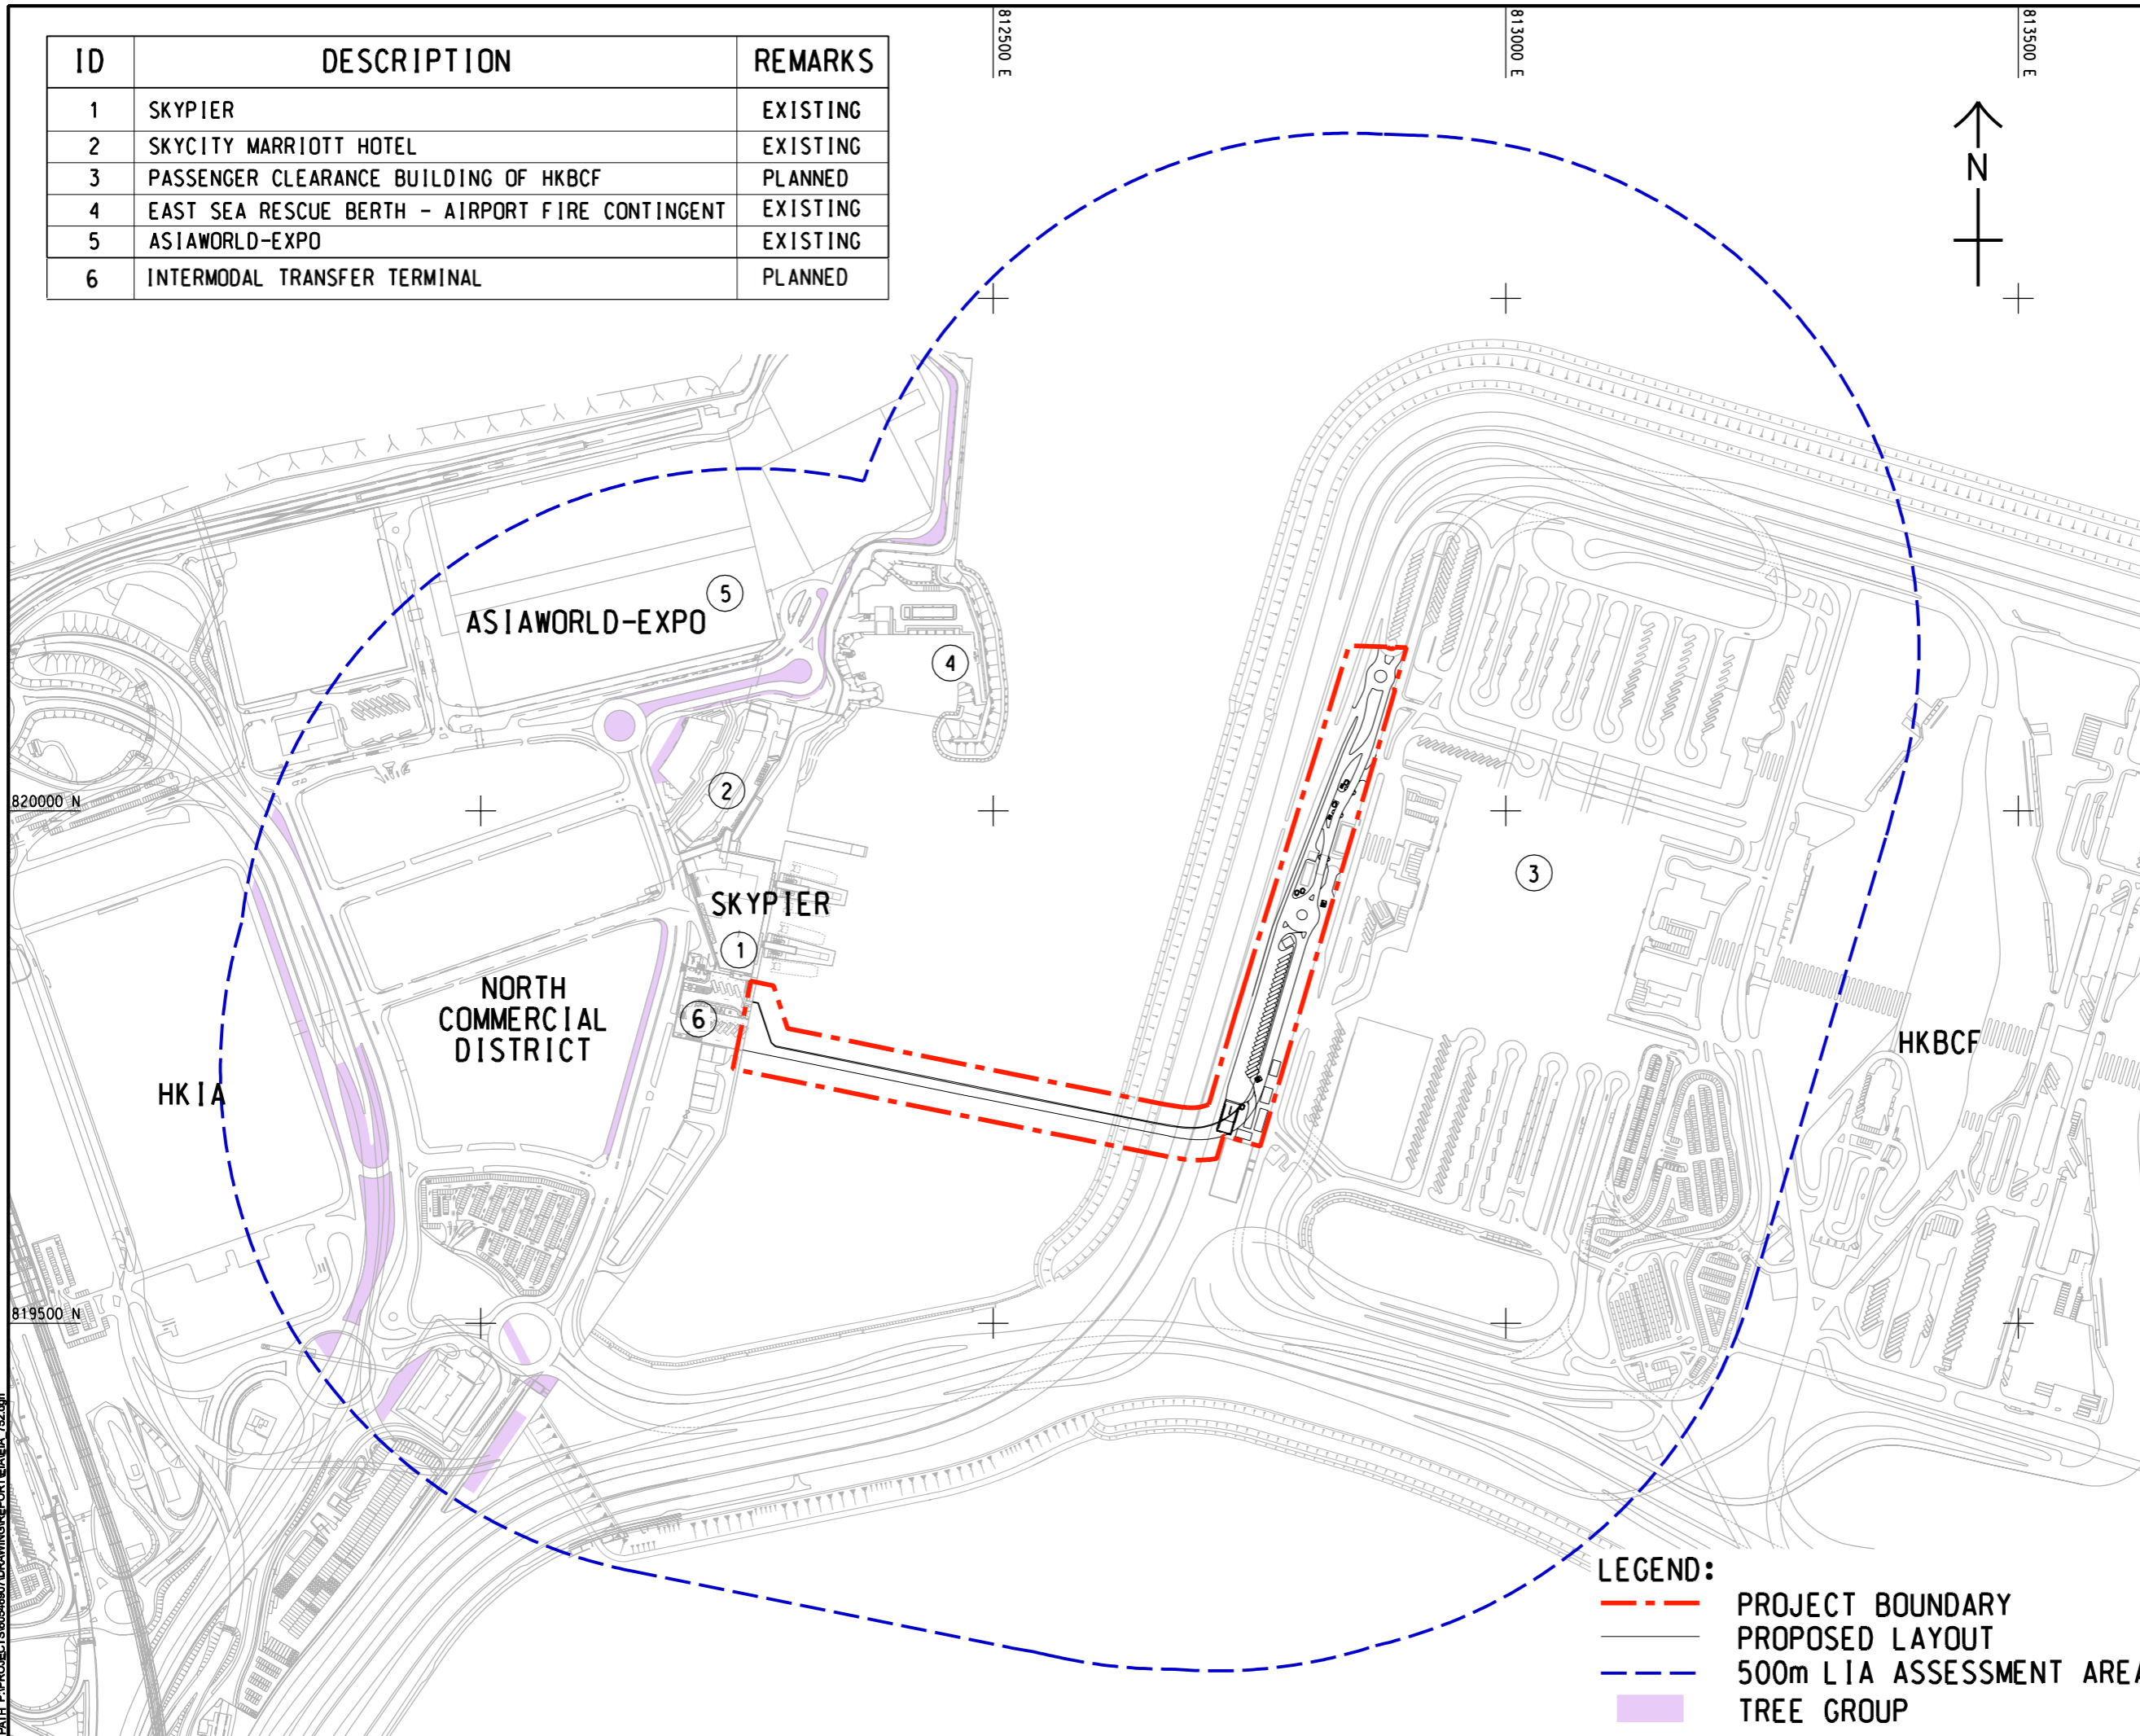 812500 E
813000 E
813500 E
ID DESCRIPTION REMARKS
1 SKYPIER EXISTING
2 SKYCITY MARRIOTT HOTEL EXISTING
3 PASSENGER CLEARANCE BUILDING OF HKBCF PLANNED
4 EAST SEA RESCUE BERTH - AIRPORT FIRE CONTINGENT EXISTING
5 ASIAWORLD-EXPO EXISTING
6 INTERMODAL TRANSFER TERMINAL PLANNED
N
5
ASIAWORLD-EXPO
4
2
820000 N
3
SKYPIER
1
NORTH
COMMERCIAL
DISTRICT
6
HKBCF
HKIA
819500 N
LEGEND:
PROJECT BOUNDARY
PROPOSED LAYOUT
500m LIA ASSESSMENT AREA
TREE GROUP